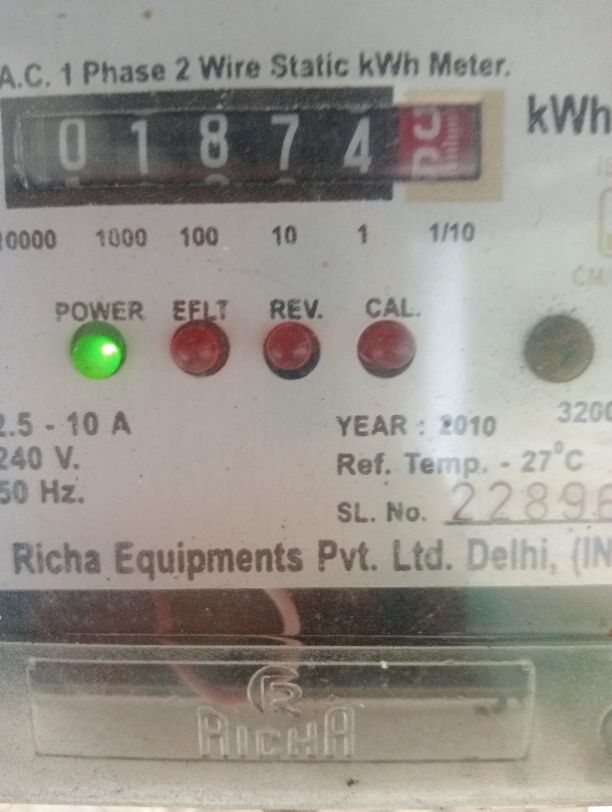 A.C. 1 Phase 2 Wire Static kWh Meter.
0 1 8 7 4
kWh
10000 1000 100 10 1 1/10
POWER EFLT REV. CAL.
2.5 - 10 A
240 V.
50 Hz.
3200
YEAR : 2010
Ref. Temp. - 27°C
SL. No. 22896
Richa Equipments Pvt. Ltd. Delhi, (IN
RICHA